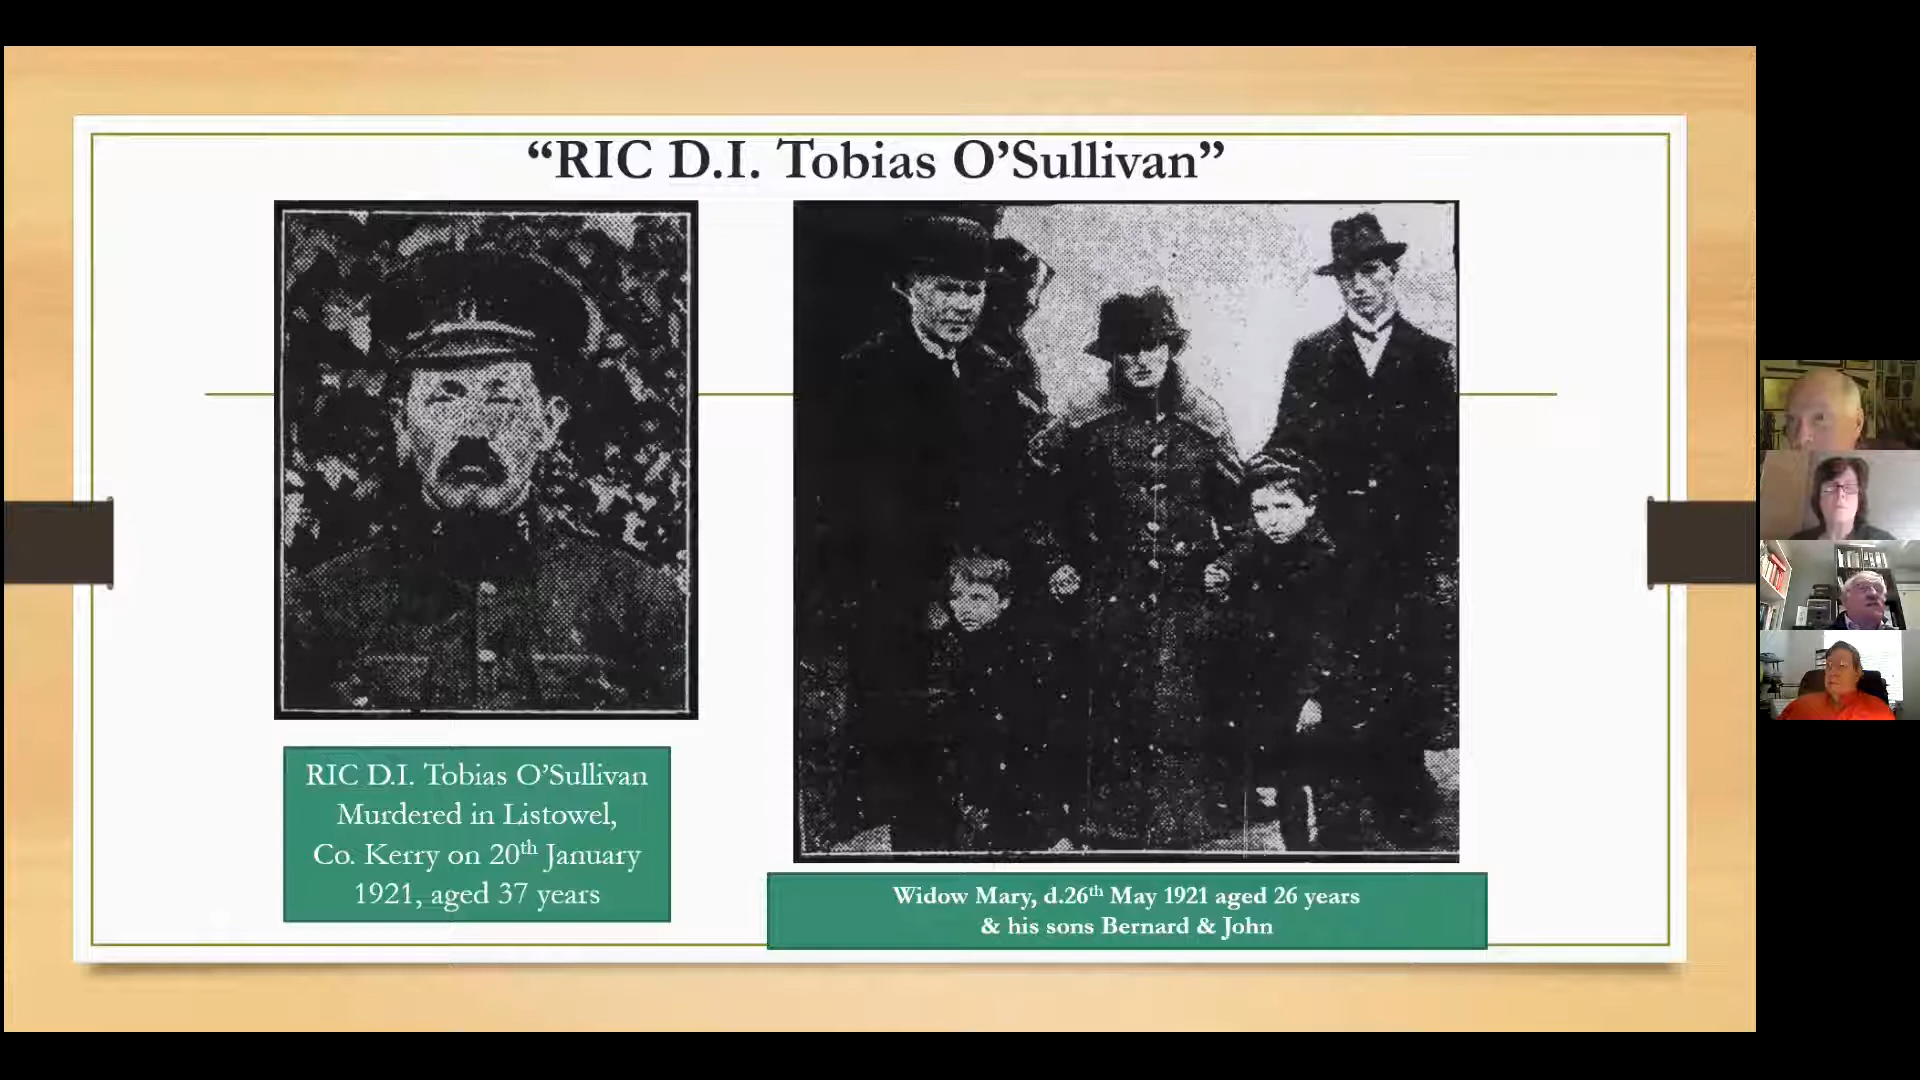 “RIC D.I. Tobias O’Sullivan”
RIC D.I. Tobias O’Sullivan
Murdered in Listowel,
Co. Kerry on 20th January
1921, aged 37 years
Widow Mary, d.26th May 1921 aged 26 years
& his sons Bernard & John